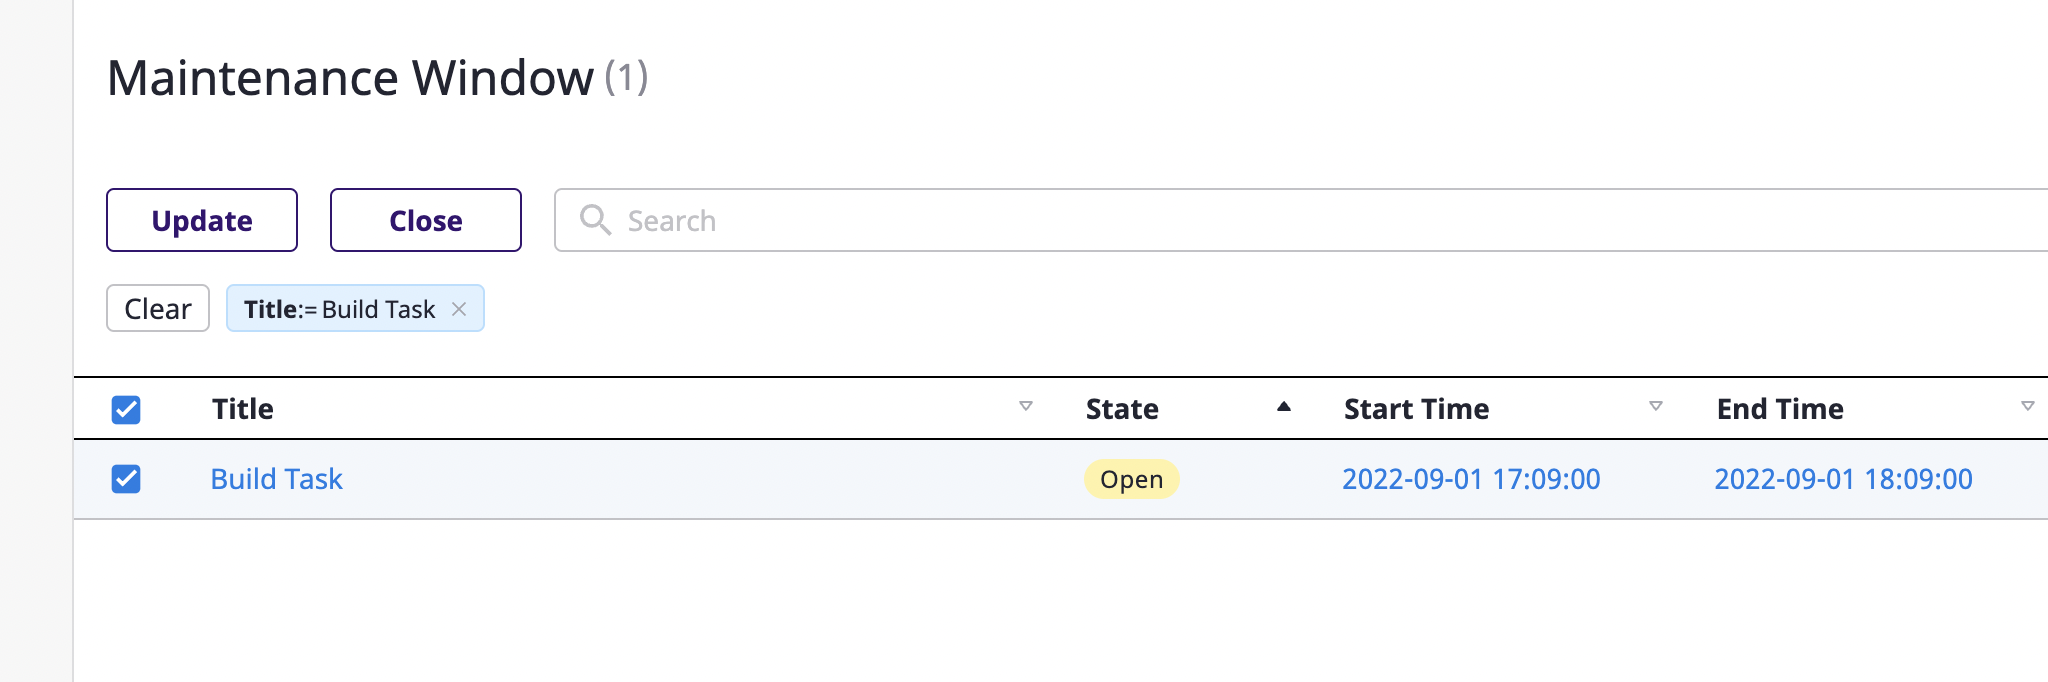 Maintenance Window (1)
Update Close Search
Clear Title:= Build Task
Title State Start Time End Time
Build Task Open 2022-09-01 17:09:00 2022-09-01 18:09:00